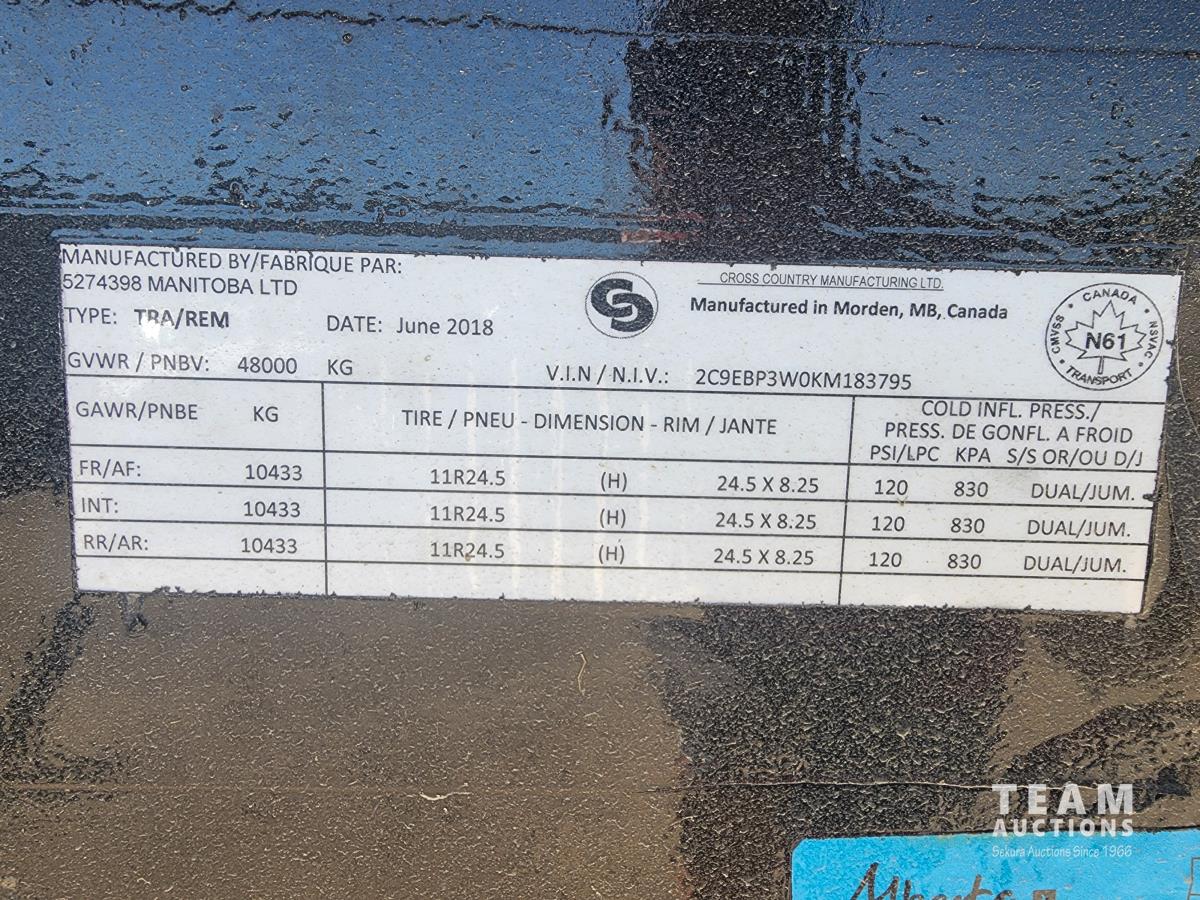 MANUFACTURED BY/FABRIQUE PAR:
5274398 MANITOBA LTD
CROSS COUNTRY MANUFACTURING LTD.
Manufactured in Morden, MB, Canada
TYPE: TRA/REM DATE: June 2018
GVWR / PNBV: 48000 KG V.I.N / N.I.V.: 2C9EBP3W0KM183795
CANADA
CMVSS N61 NSVAC
TRANSPORT
GAWR/PNBE KG TIRE / PNEU - DIMENSION - RIM / JANTE COLD INFL. PRESS./
PRESS. DE GONFL. A FROID
PSI/LPC KPA S/S OR/OU D/J
FR/AF: 10433 11R24.5 (H) 24.5 X 8.25 120 830 DUAL/JUM.
INT: 10433 11R24.5 (H) 24.5 X 8.25 120 830 DUAL/JUM.
RR/AR: 10433 11R24.5 (H) 24.5 X 8.25 120 830 DUAL/JUM.
TEAM
AUCTIONS
Sekura Auctions Since 1966
Alberta